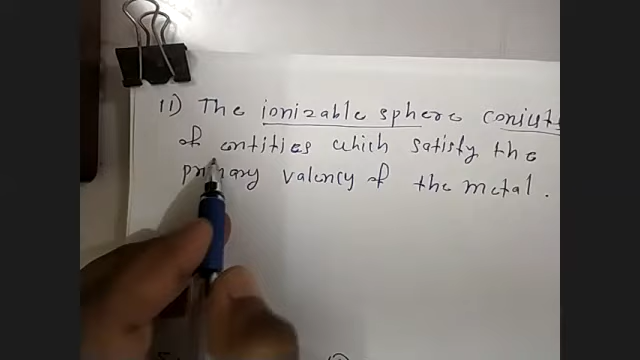 11) The ionizable sphere consists
of entities which satisfy the
primary valency of the metal.